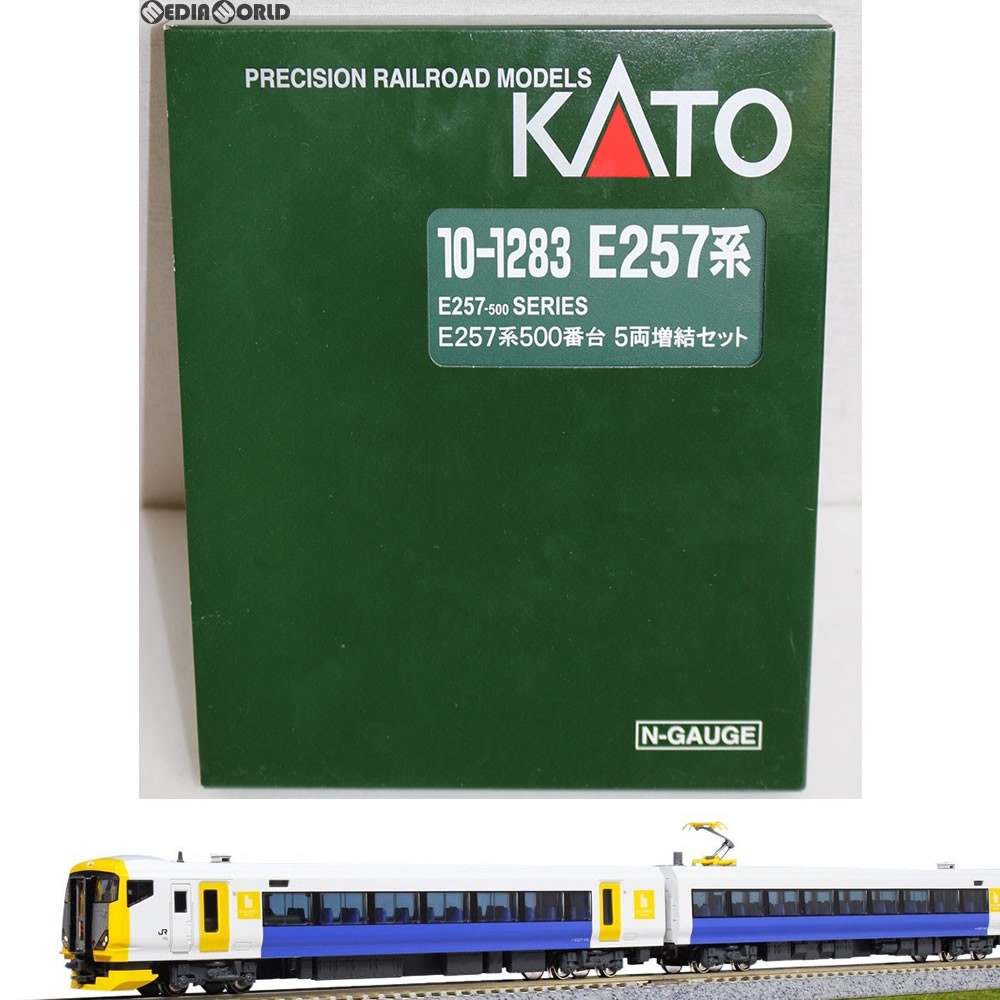 MEDIAWORLD
PRECISION RAILROAD MODELS
KATO
10-1283 E257系
E257-500 SERIES
E257系500番台 5両増結セット
N-GAUGE
JR